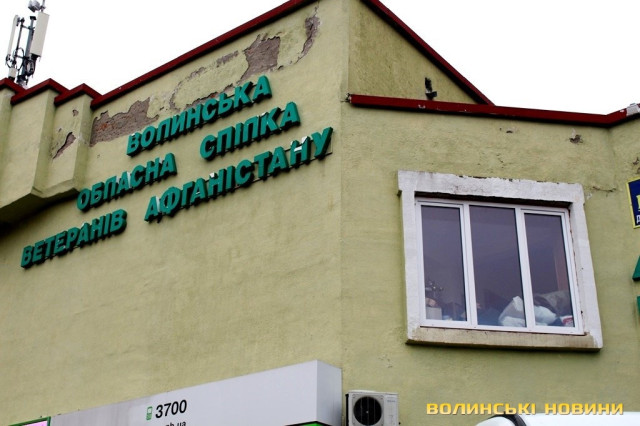 ВОЛИНСЬКА
ОБЛАСНА СПІЛКА
ВЕТЕРАНІВ АФГАНІСТАНУ
3700
ВОЛИНСЬКІ НОВИНИ